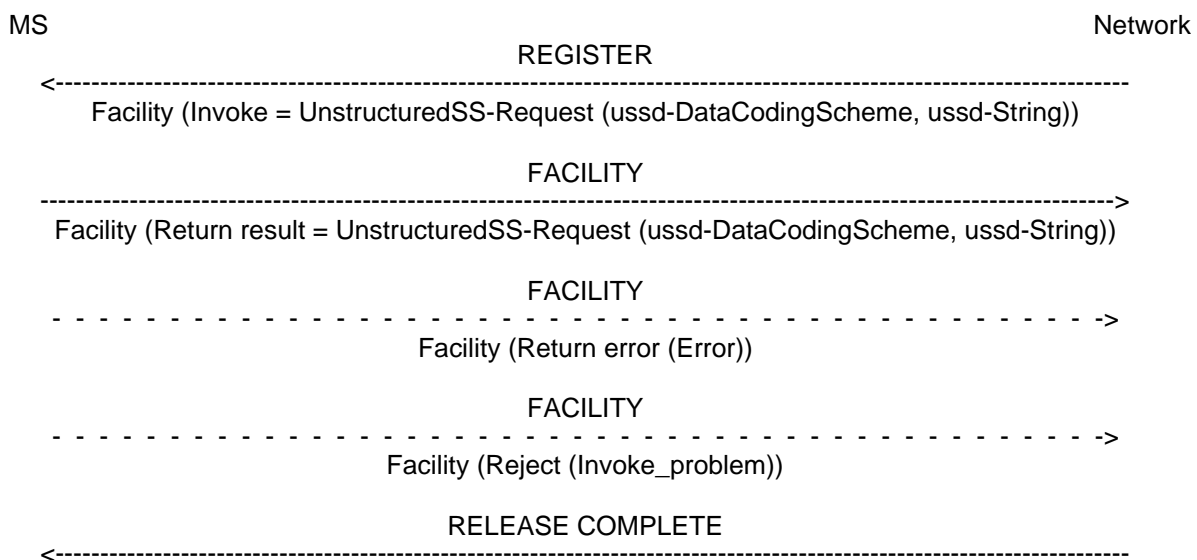 MS Network
REGISTER
<------------------------------------------------------------------------------------------------------------------------
Facility (Invoke = UnstructuredSS-Request (ussd-DataCodingScheme, ussd-String))
FACILITY
------------------------------------------------------------------------------------------------------------------------>
Facility (Return result = UnstructuredSS-Request (ussd-DataCodingScheme, ussd-String))
FACILITY
- - - - - - - - - - - - - - - - - - - - - - - - - - - - - - - - - - - - - - - - - - - - ->
Facility (Return error (Error))
FACILITY
- - - - - - - - - - - - - - - - - - - - - - - - - - - - - - - - - - - - - - - - - - - - ->
Facility (Reject (Invoke_problem))
RELEASE COMPLETE
<------------------------------------------------------------------------------------------------------------------------